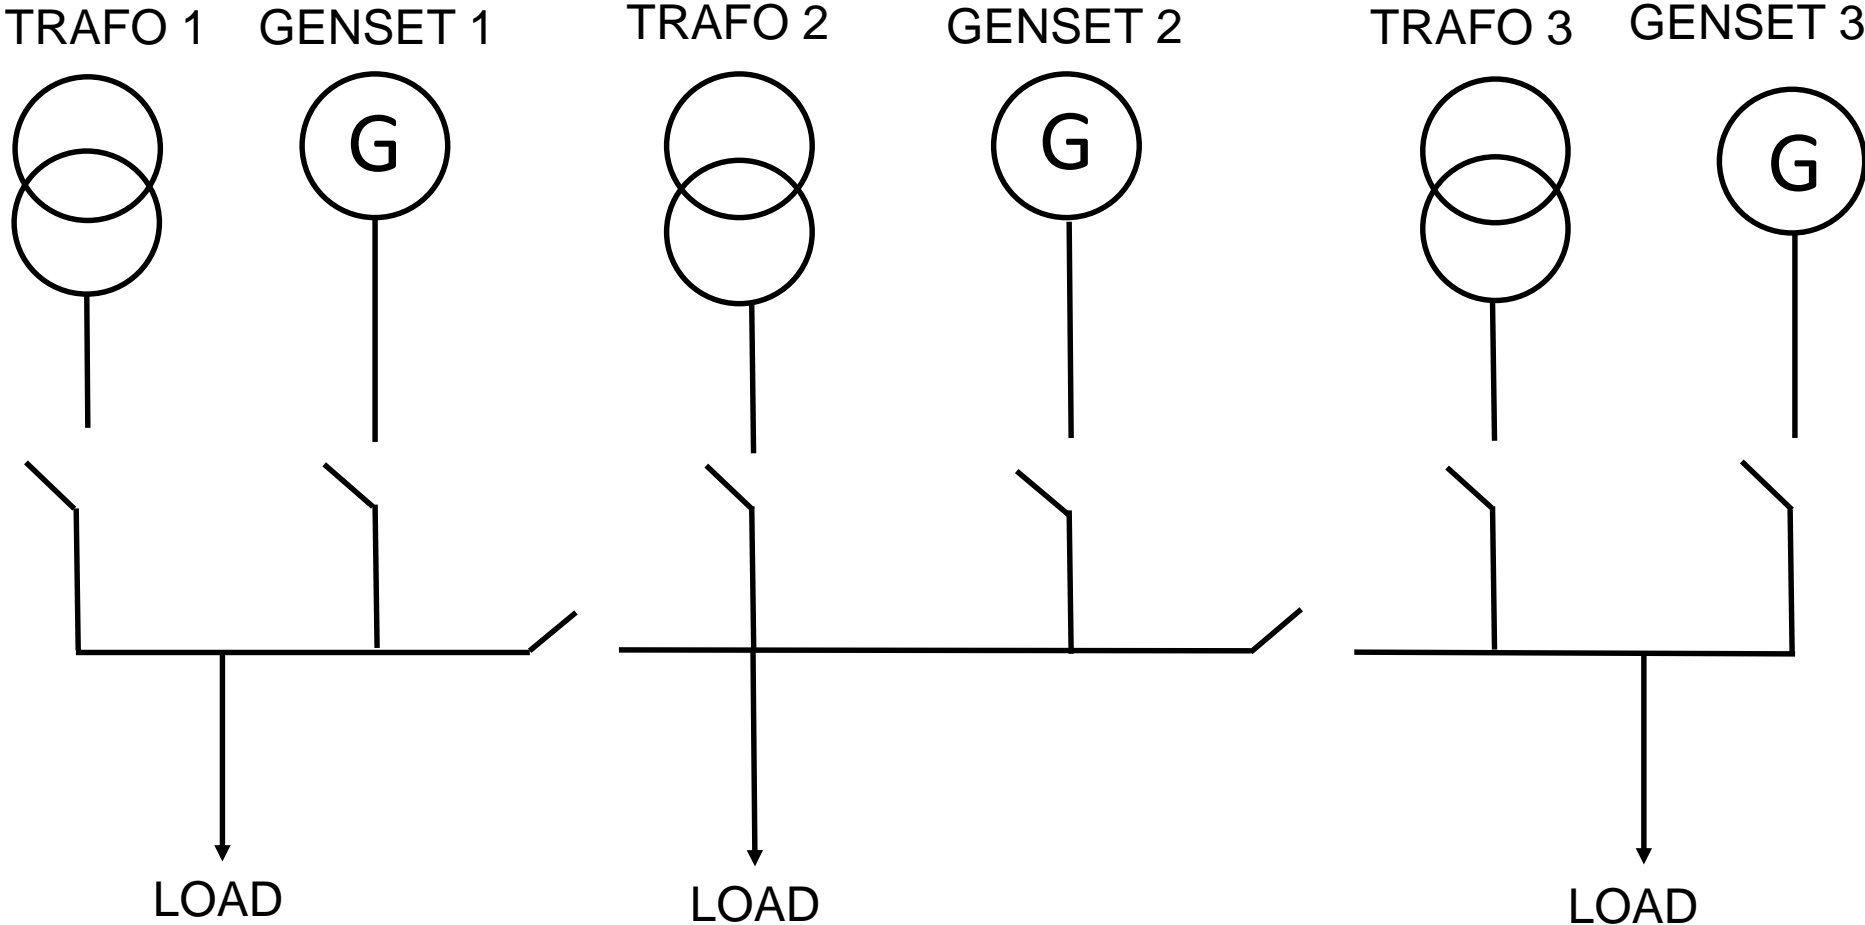 TRAFO 1
GENSET 1
TRAFO 2
GENSET 2
TRAFO 3
GENSET 3
G
G
G
LOAD
LOAD
LOAD